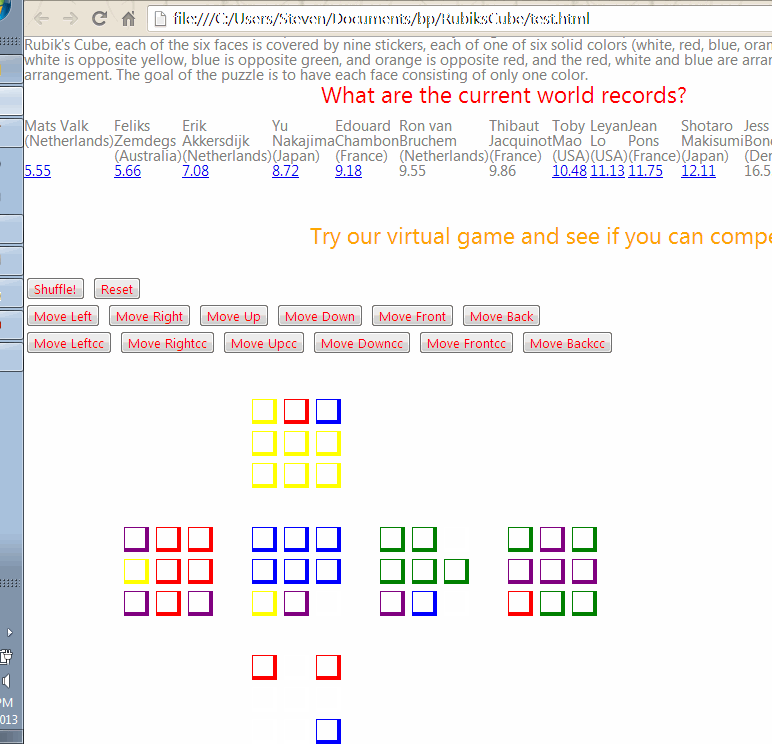 file:///C:/Users/Steven/Documents/bp/RubiksCube/test.html
Rubik's Cube, each of the six faces is covered by nine stickers, each of one of six solid colors (white, red, blue, oran
white is opposite yellow, blue is opposite green, and orange is opposite red, and the red, white and blue are arran
arrangement. The goal of the puzzle is to have each face consisting of only one color.
What are the current world records?
Mats Valk Feliks Erik Yu Edouard Ron van Thibaut Toby Leyan Jean Shotaro Jess
(Netherlands) Zemdegs Akkersdijk Nakajima Chambon Bruchem Jacquinot Mao Lo Pons Makisumi Bond
(Australia) (Netherlands) (Japan) (France) (Netherlands) (France) (USA) (USA) (France) (Japan) (Den
5.55 5.66 7.08 8.72 9.18 9.55 9.86 10.48 11.13 11.75 12.11 16.5
Try our virtual game and see if you can compe
Shuffle! Reset
Move Left Move Right Move Up Move Down Move Front Move Back
Move Leftcc Move Rightcc Move Upcc Move Downcc Move Frontcc Move Backcc
PM
013